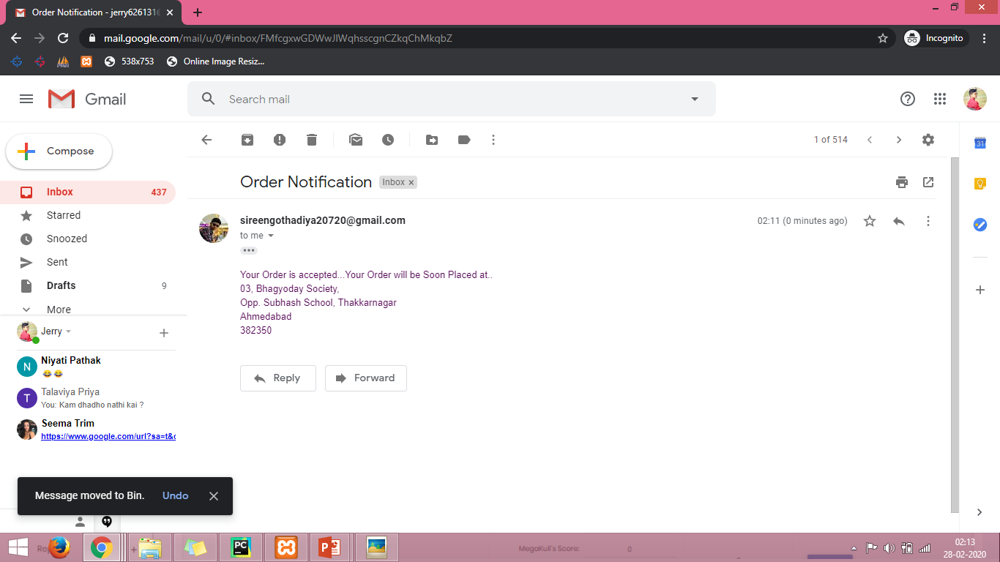 Order Notification - jerry626131
mail.google.com/mail/u/0/#inbox/FMfcgxwGDWwJlWqhsscgnCZkqChMkqbZ
Incognito
538x753
Online Image Resiz...
Gmail
Search mail
Compose
1 of 514
31
Order Notification
Inbox x
Inbox 437
Starred
Snoozed
Sent
Drafts 9
More
sireengothadiya20720@gmail.com
02:11 (0 minutes ago)
to me
Your Order is accepted...Your Order will be Soon Placed at..
03, Bhagyoday Society,
Opp. Subhash School, Thakkarnagar
Ahmedabad
382350
Reply
Forward
Jerry
N
Niyati Pathak
😂😂
T
Talaviya Priya
You: Kam dhadho nathi kai ?
Seema Trim
https://www.google.com/url?sa=t&
Message moved to Bin.
Undo
PC
MegaKull's Score: 0
02:13
28-02-2020